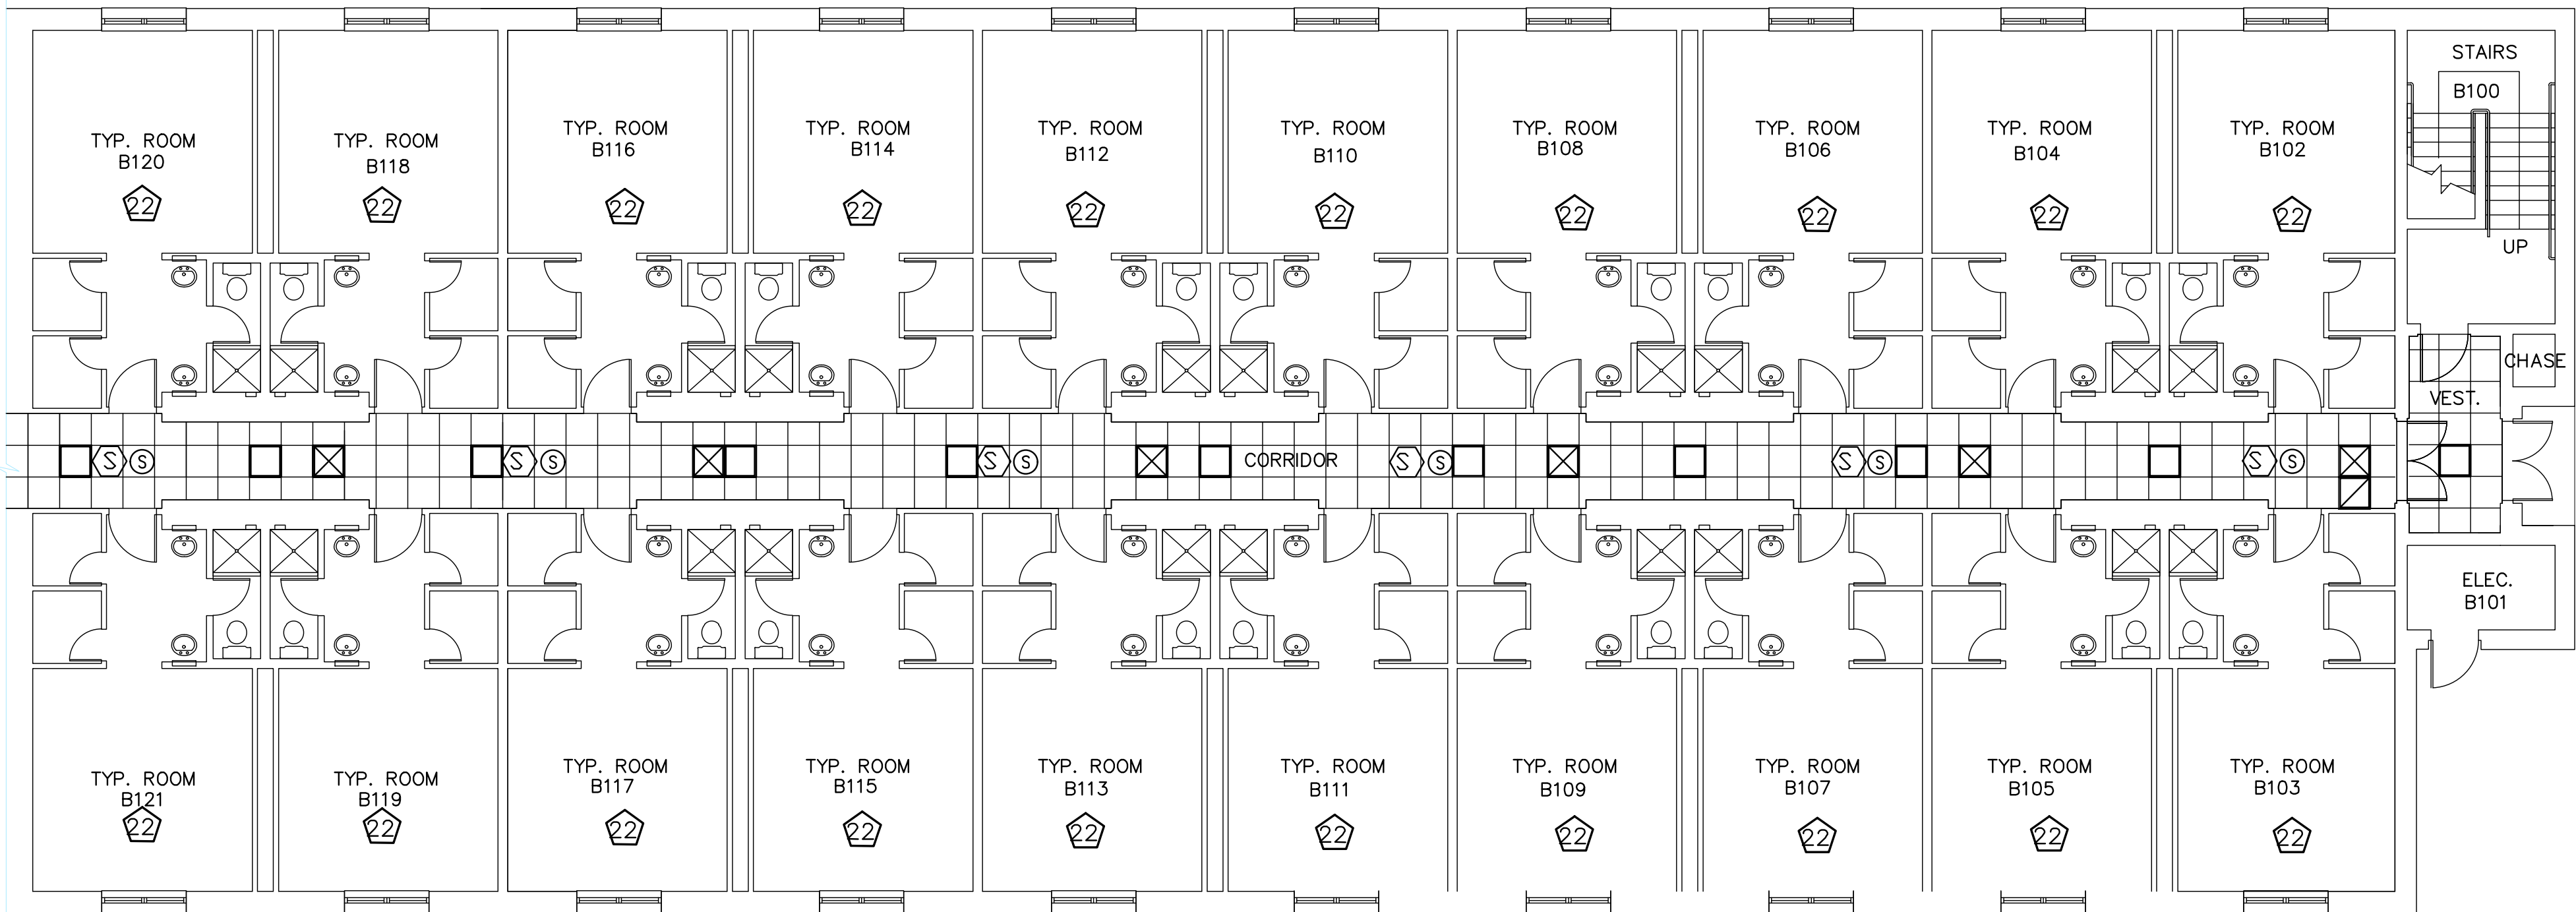 STAIRS
B100
TYP. ROOM
B120
22
TYP. ROOM
B118
22
TYP. ROOM
B116
22
TYP. ROOM
B114
22
TYP. ROOM
B112
22
TYP. ROOM
B110
22
TYP. ROOM
B108
22
TYP. ROOM
B106
22
TYP. ROOM
B104
22
TYP. ROOM
B102
22
UP
CHASE
VEST.
S
S
S
S
S
S
CORRIDOR
S
S
S
S
S
S
ELEC.
B101
TYP. ROOM
B121
22
TYP. ROOM
B119
22
TYP. ROOM
B117
22
TYP. ROOM
B115
22
TYP. ROOM
B113
22
TYP. ROOM
B111
22
TYP. ROOM
B109
22
TYP. ROOM
B107
22
TYP. ROOM
B105
22
TYP. ROOM
B103
22